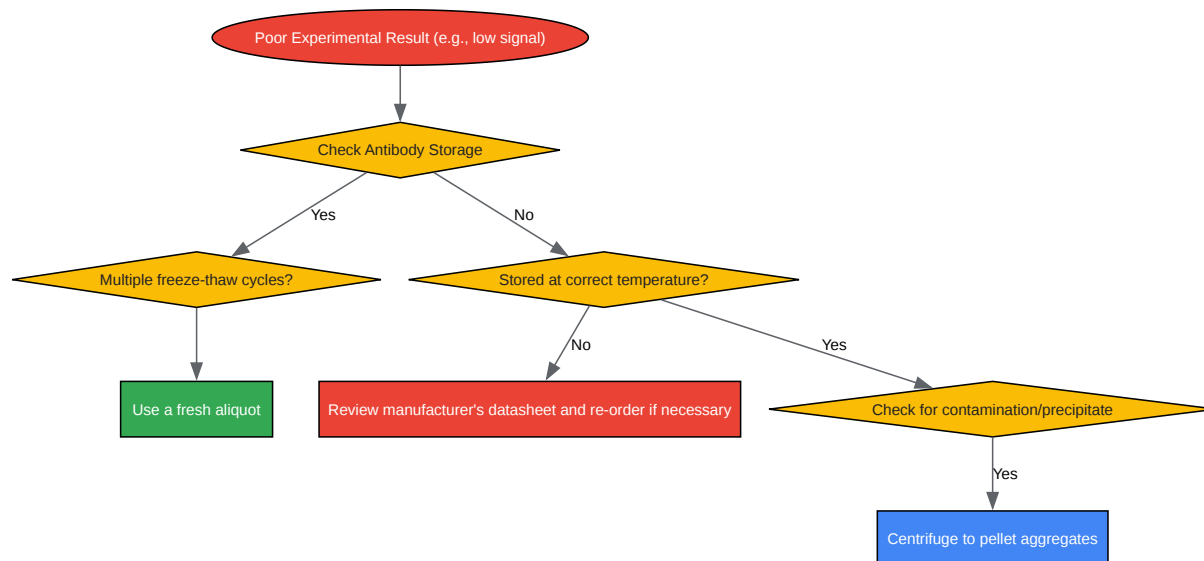 Poor Experimental Result (e.g., low signal)
Check Antibody Storage
Yes
No
Multiple freeze-thaw cycles?
Stored at correct temperature?
No
Yes
Use a fresh aliquot
Review manufacturer's datasheet and re-order if necessary
Check for contamination/precipitate
Yes
Centrifuge to pellet aggregates